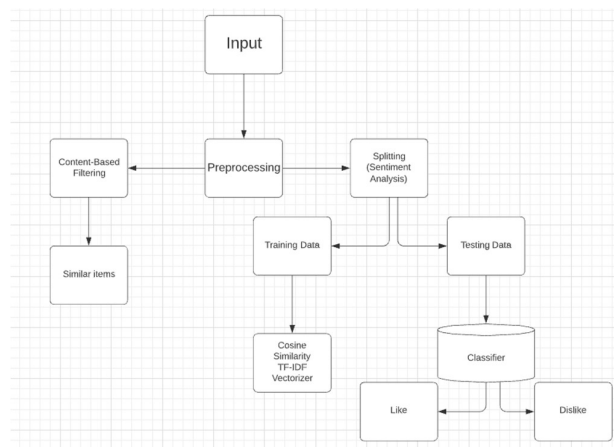 Input
Content-Based
Filtering
Preprocessing
Splitting
(Sentiment
Analysis)
Similar items
Training Data
Testing Data
Cosine
Similarity
TF-IDF
Vectorizer
Classifier
Like
Dislike